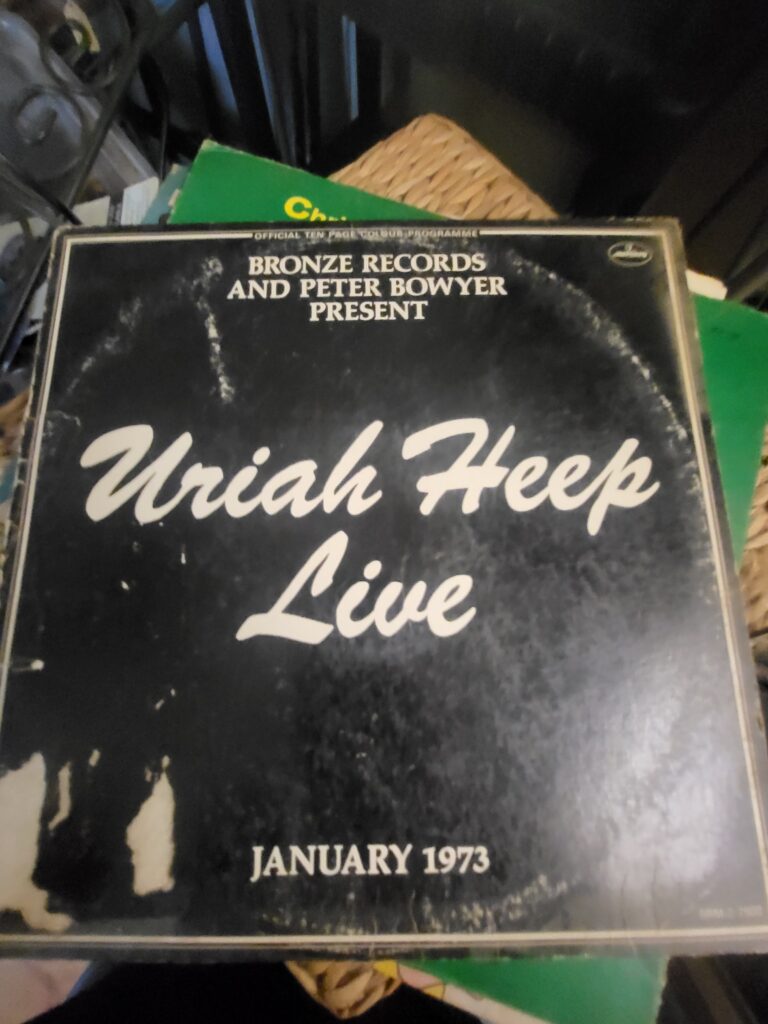 OFFICIAL TEN PAGE COLOUR PROGRAMME
BRONZE RECORDS
AND PETER BOWYER
PRESENT
Uriah Heep
Live
JANUARY 1973